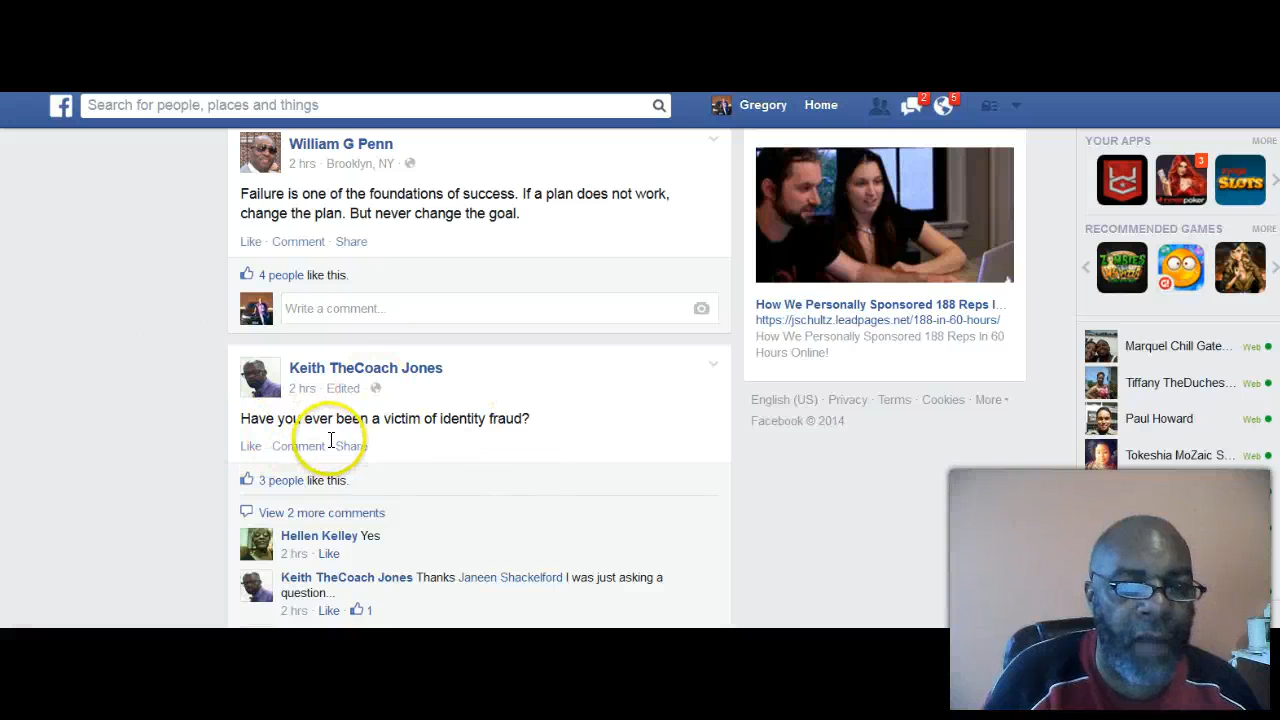 Search for people, places and things
Gregory
Home
2
5
William G Penn
2 hrs · Brooklyn, NY ·
Failure is one of the foundations of success. If a plan does not work,
change the plan. But never change the goal.
Like · Comment · Share
4 people like this.
Write a comment...
Keith TheCoach Jones
2 hrs · Edited ·
Have you ever been a victim of identity fraud?
Like · Comment · Share
3 people like this.
View 2 more comments
Hellen Kelley Yes
2 hrs · Like
Keith TheCoach Jones Thanks Janeen Shackelford I was just asking a
question...
2 hrs · Like · 1
How We Personally Sponsored 188 Reps I...
https://jschultz.leadpages.net/188-in-60-hours/
How We Personally Sponsored 188 Reps In 60
Hours Online!
English (US) · Privacy · Terms · Cookies · More
Facebook © 2014
YOUR APPS
MORE
3
SLOTS
RECOMMENDED GAMES
MORE
Marquel Chill Gate...
Web
Tiffany TheDuches...
Web
Paul Howard
Web
Tokeshia MoZaic S...
Web